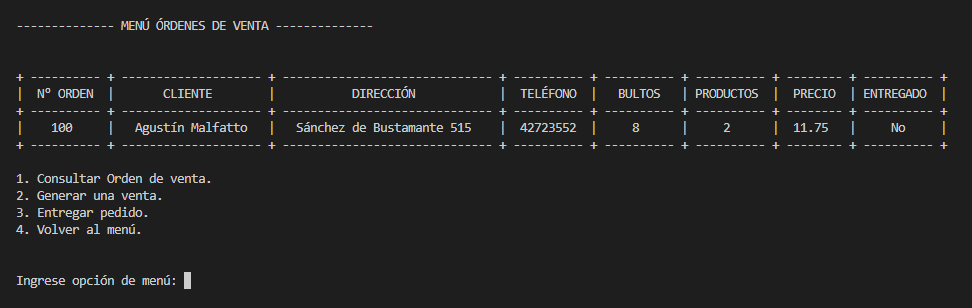 -------------- MENÚ ÓRDENES DE VENTA --------------
+ ---------- + -------------------- + ------------------------------ + ---------- + ----------- + ---------- + -------- + ---------- +
| Nº ORDEN | CLIENTE | DIRECCIÓN | TELÉFONO | BULTOS | PRODUCTOS | PRECIO | ENTREGADO |
+ ---------- + -------------------- + ------------------------------ + ---------- + ----------- + ---------- + -------- + ---------- +
| 100 | Agustín Malfatto | Sánchez de Bustamante 515 | 42723552 | 8 | 2 | 11.75 | No |
+ ---------- + -------------------- + ------------------------------ + ---------- + ----------- + ---------- + -------- + ---------- +
1. Consultar Orden de venta.
2. Generar una venta.
3. Entregar pedido.
4. Volver al menú.
Ingrese opción de menú: